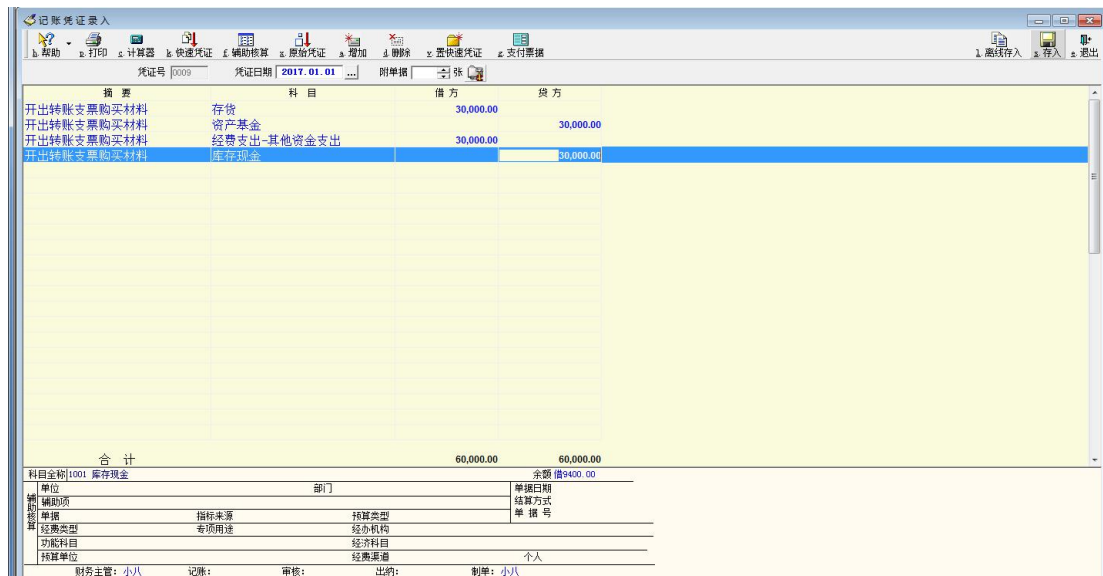 记账凭证录入
h.帮助 p.打印 c.计算器 k.快速凭证 f.辅助核算 x.原始凭证 a.增加 d.删除 v.置快速凭证 z.支付票据 l.离线存入 s.存入 x.退出
凭证号 0009 凭证日期 2017.01.01 ... 附单据 张
摘 要 科 目 借 方 贷 方
开出转账支票购买材料 存货 30,000.00
开出转账支票购买材料 资产基金 30,000.00
开出转账支票购买材料 经费支出-其他资金支出 30,000.00
开出转账支票购买材料 库存现金 30,000.00
合 计 60,000.00 60,000.00
科目全称 1001 库存现金 余额 借9400.00
辅助核算
单位 部门 单据日期
辅助项 结算方式
单据 指标来源 预算类型 单 据 号
经费类型 专项用途 经办机构
功能科目 经济科目
预算单位 经费渠道 个人
财务主管: 小八 记账: 审核: 出纳: 制单: 小八